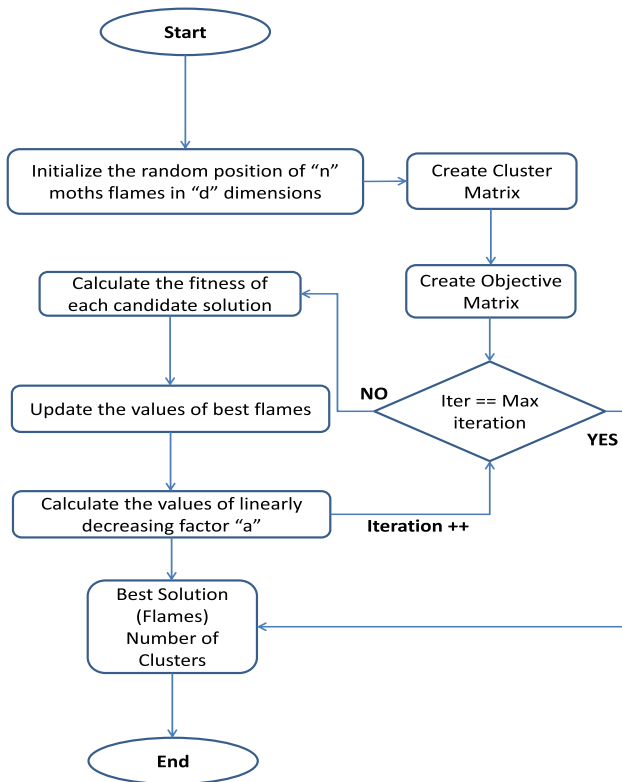 Start
Initialize the random position of “n”
moths flames in “d” dimensions
Create Cluster
Matrix
Create Objective
Matrix
Calculate the fitness of
each candidate solution
NO
Iter == Max
iteration
YES
Update the values of best flames
Calculate the values of linearly
decreasing factor “a”
Iteration ++
Best Solution
(Flames)
Number of
Clusters
End